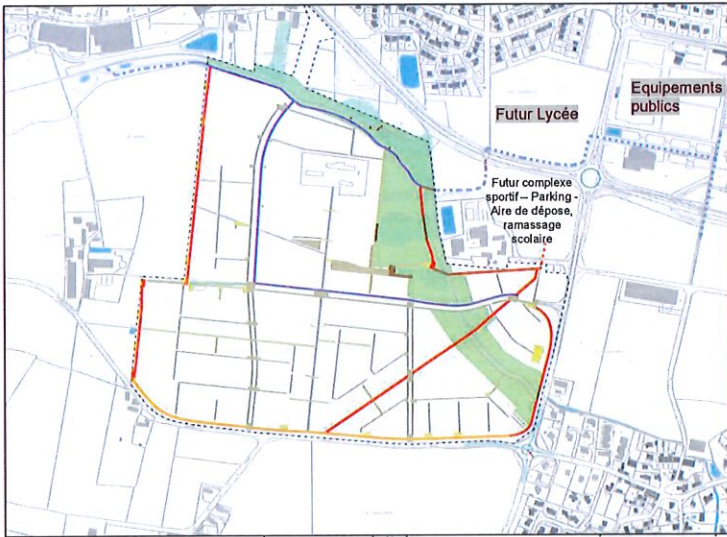 Futur Lycée
Equipements
publics
Futur complexe
sportif – Parking -
Aire de dépose,
ramassage
scolaire